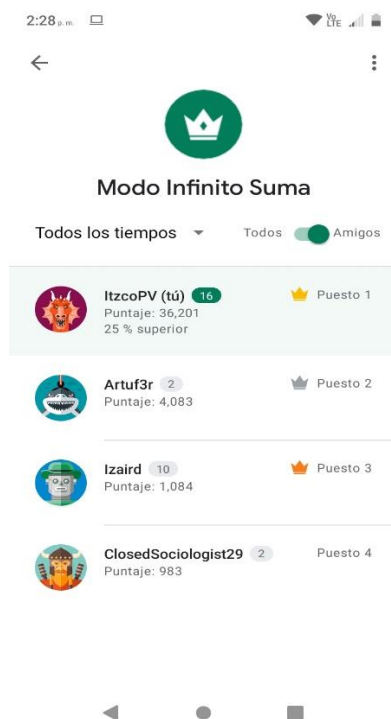 2:28 p. m. Vo LTE
Modo Infinito Suma
Todos los tiempos Todos Amigos
ItzcoPV (tú) 16 Puesto 1
Puntaje: 36,201
25 % superior
Artuf3r 2 Puesto 2
Puntaje: 4,083
Izaird 10 Puesto 3
Puntaje: 1,084
ClosedSociologist29 2 Puesto 4
Puntaje: 983